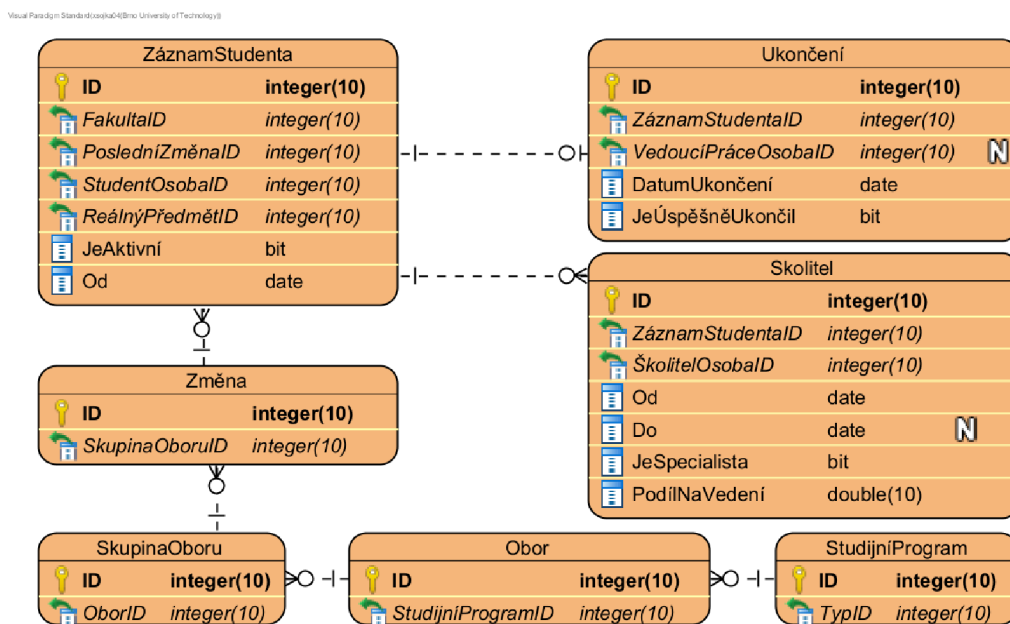 Visual Paradigm Standard(xsojka04(Brno University of Technology))
ZáznamStudenta
ID integer(10)
FakultaID integer(10)
PosledníZměnaID integer(10)
StudentOsobaID integer(10)
ReálnýPředmětID integer(10)
JeAktivní bit
Od date
Ukončení
ID integer(10)
ZáznamStudentaID integer(10)
VedoucíPráceOsobaID integer(10) N
DatumUkončení date
JeÚspěšněUkončil bit
Skolitel
ID integer(10)
ZáznamStudentaID integer(10)
ŠkolitelOsobaID integer(10)
Od date
Do date N
JeSpecialista bit
PodílNaVedení double(10)
Změna
ID integer(10)
SkupinaOboruID integer(10)
SkupinaOboru
ID integer(10)
OborID integer(10)
Obor
ID integer(10)
StudijníProgramID integer(10)
StudijníProgram
ID integer(10)
TypID integer(10)